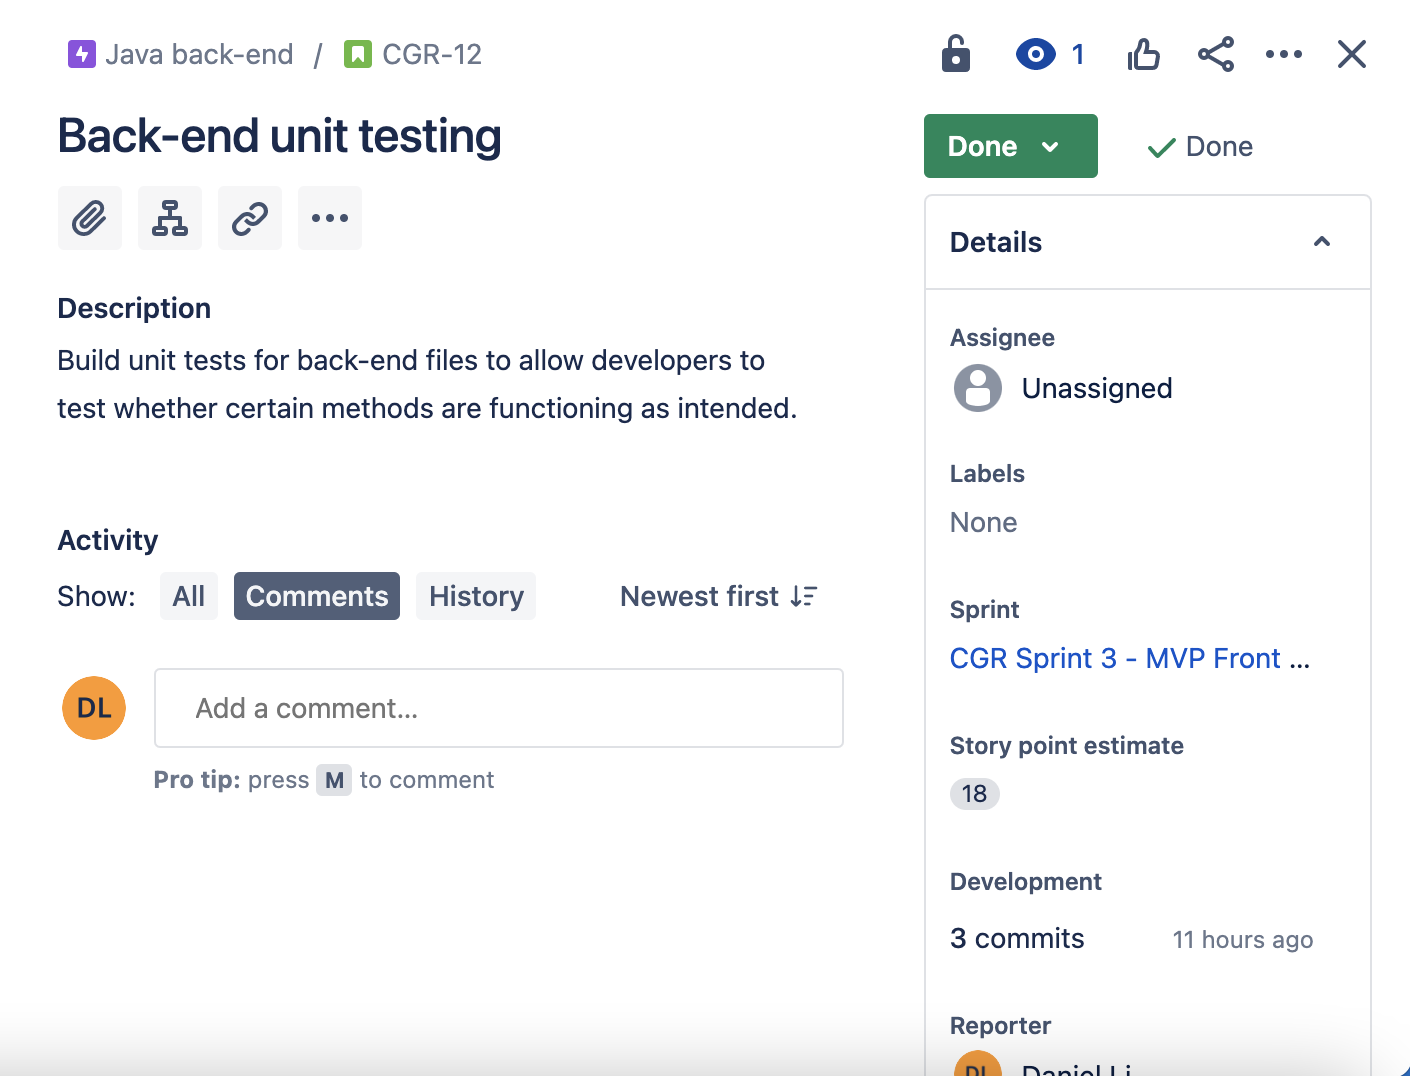 Java back-end / CGR-12
1
Back-end unit testing
Done
Done
Description
Build unit tests for back-end files to allow developers to
test whether certain methods are functioning as intended.
Activity
Show: All Comments History Newest first
DL
Add a comment...
Pro tip: press M to comment
Details
Assignee
Unassigned
Labels
None
Sprint
CGR Sprint 3 - MVP Front ...
Story point estimate
18
Development
3 commits 11 hours ago
Reporter
DL Daniel Li